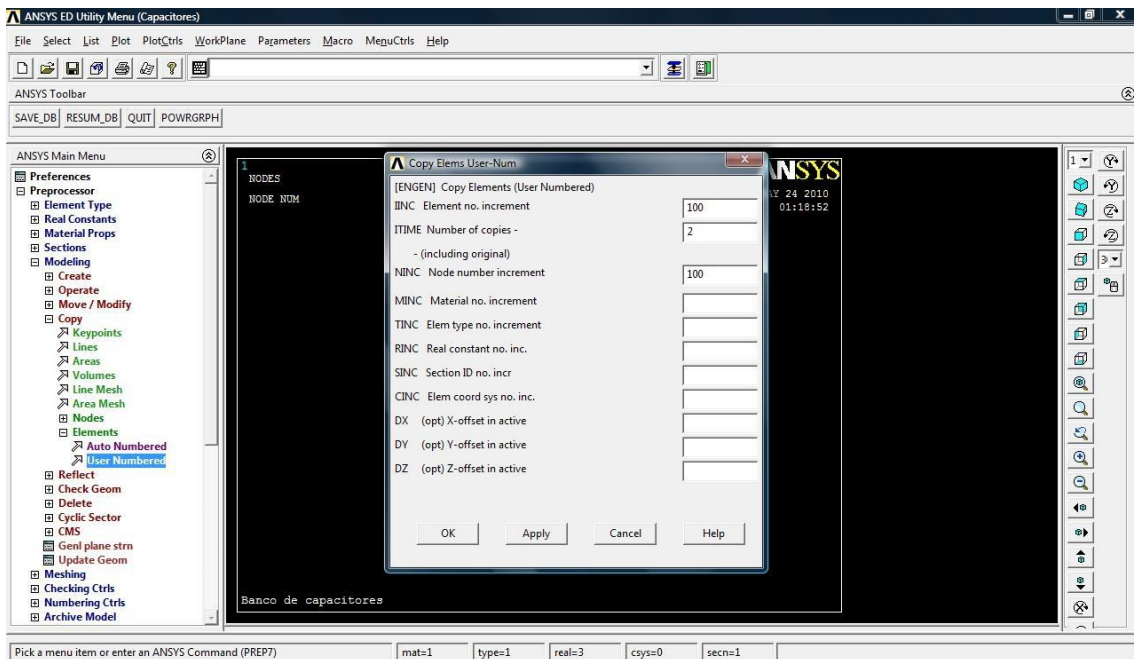 ANSYS ED Utility Menu (Capacitores)
File Select List Plot PlotCtrls WorkPlane Parameters Macro MenuCtrls Help
ANSYS Toolbar
SAVE_DB RESUM_DB QUIT POWRGRPH
ANSYS Main Menu
Preferences
Preprocessor
Element Type
Real Constants
Material Props
Sections
Modeling
Create
Operate
Move / Modify
Copy
Keypoints
Lines
Areas
Volumes
Line Mesh
Area Mesh
Nodes
Elements
Auto Numbered
User Numbered
Reflect
Check Geom
Delete
Cyclic Sector
CMS
Genl plane strn
Update Geom
Meshing
Checking Ctrls
Numbering Ctrls
Archive Model
1
NODES
NODE NUM
24 2010
01:18:52
Banco de capacitores
Copy Elems User-Num
[ENGEN] Copy Elements (User Numbered)
IINC Element no. increment 100
ITIME Number of copies - 2
- (including original)
NINC Node number increment 100
MINC Material no. increment
TINC Elem type no. increment
RINC Real constant no. inc.
SINC Section ID no. incr
CINC Elem coord sys no. inc.
DX (opt) X-offset in active
DY (opt) Y-offset in active
DZ (opt) Z-offset in active
OK Apply Cancel Help
1
Pick a menu item or enter an ANSYS Command (PREP7) mat=1 type=1 real=3 csys=0 secn=1